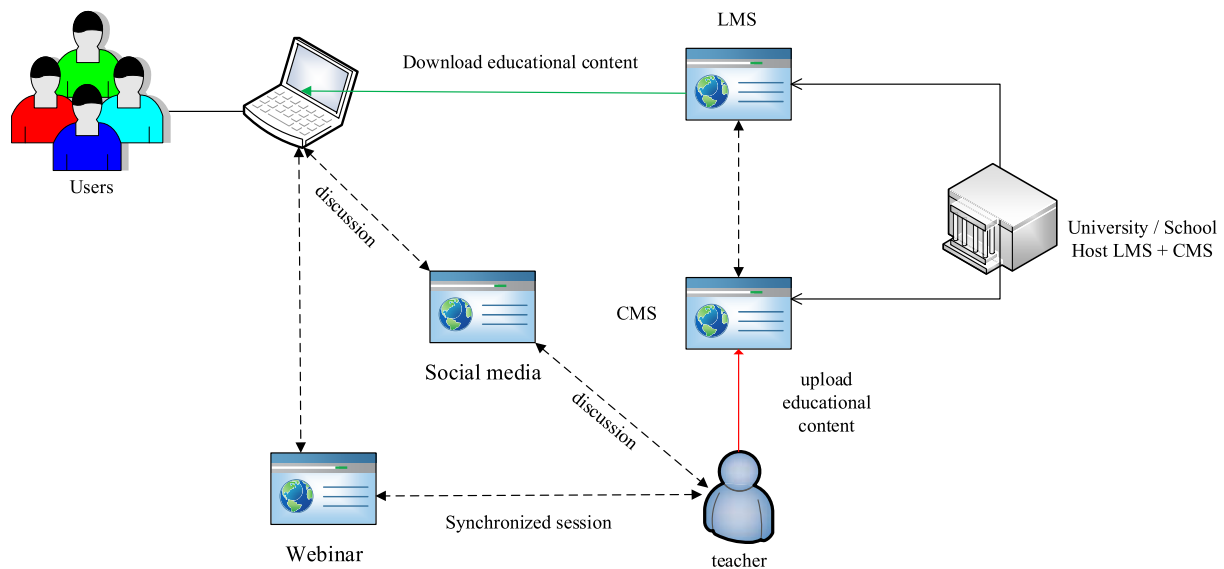 LMS
Download educational content
Users
discussion
University / School
Host LMS + CMS
CMS
Social media
upload
educational
content
discussion
Synchronized session
Webinar
teacher